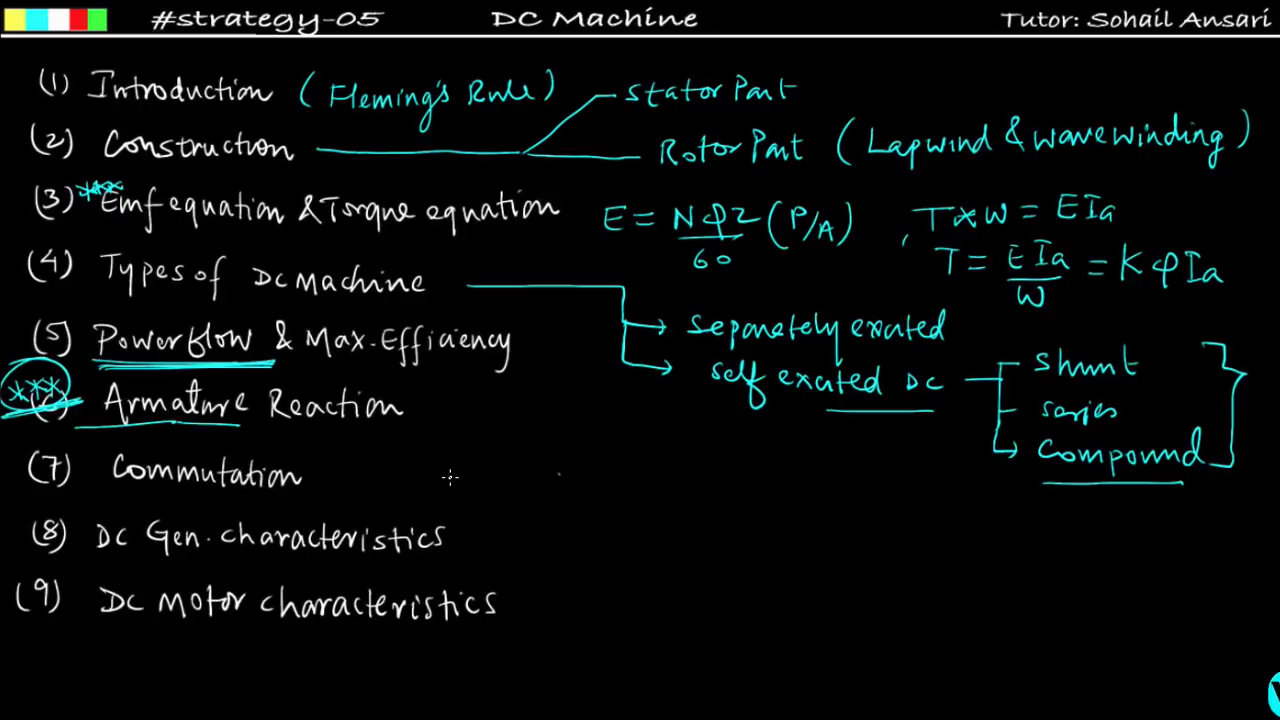 #strategy-05 DC Machine Tutor: Sohail Ansari
(1) Introduction (Fleming's Rule) Stator Part
(2) Construction Rotor Part (Lapwind & wavewinding)
(3) *** Emf equation & Torque equation E = NφZ/60 (P/A) , T×W = EIa
T = EIa/W = KφIa
(4) Types of DC Machine
separately excited
(5) Powerflow & Max. Efficiency
self excited DC shunt
series
compound
*** (6) Armature Reaction
(7) Commutation
(8) DC Gen. characteristics
(9) DC Motor characteristics